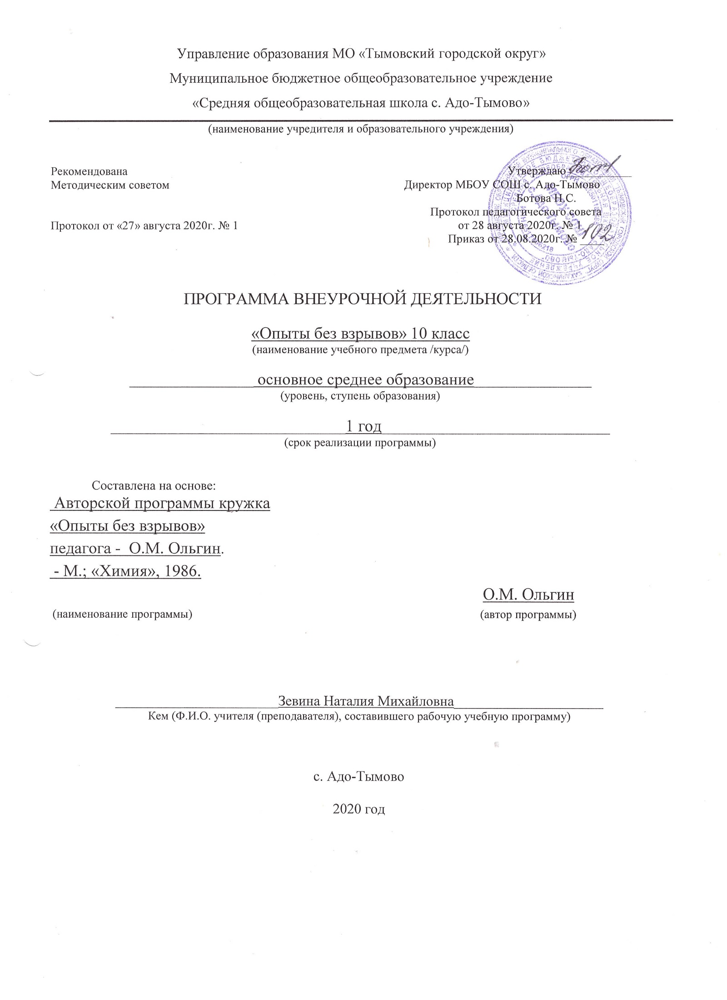 Управление образования МО «Тымовский городской округ»
Муниципальное бюджетное общеобразовательное учреждение
«Средняя общеобразовательная школа с. Адо-Тымово»
(наименование учредителя и образовательного учреждения)
Рекомендована
Методическим советом
Протокол от «27» августа 2020г. № 1
Утверждаю
Директор МБОУ СОШ с. Адо-Тымово
Ботова Н.С.
Протокол педагогического совета
от 28 августа 2020г. № 1
Приказ от 28.08.2020г. № 102
ПРОГРАММА ВНЕУРОЧНОЙ ДЕЯТЕЛЬНОСТИ
«Опыты без взрывов» 10 класс
(наименование учебного предмета /курса/)
основное среднее образование
(уровень, ступень образования)
1 год
(срок реализации программы)
Составлена на основе:
Авторской программы кружка
«Опыты без взрывов»
педагога - О.М. Ольгин.
- М.; «Химия», 1986.
О.М. Ольгин
(наименование программы) (автор программы)
Зевина Наталия Михайловна
Кем (Ф.И.О. учителя (преподавателя), составившего рабочую учебную программу)
с. Адо-Тымово
2020 год